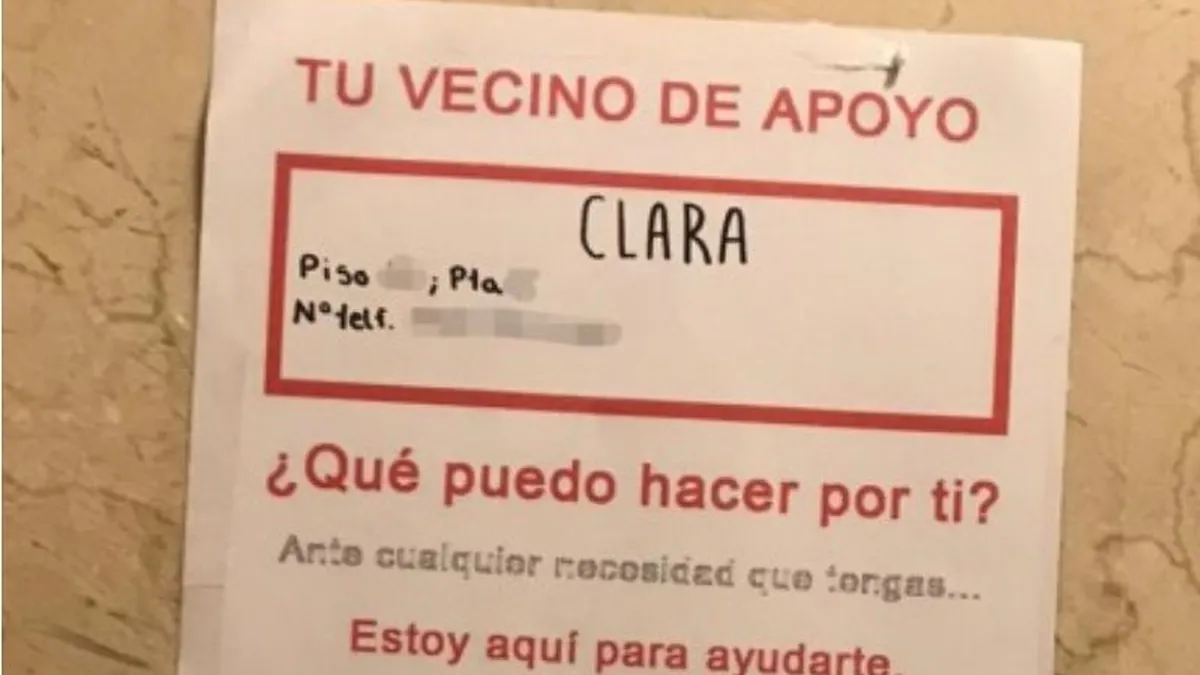 TU VECINO DE APOYO
CLARA
Piso ; Pta
Nº telf.
¿Qué puedo hacer por ti?
Ante cualquier necesidad que tengas...
Estoy aquí para ayudarte.